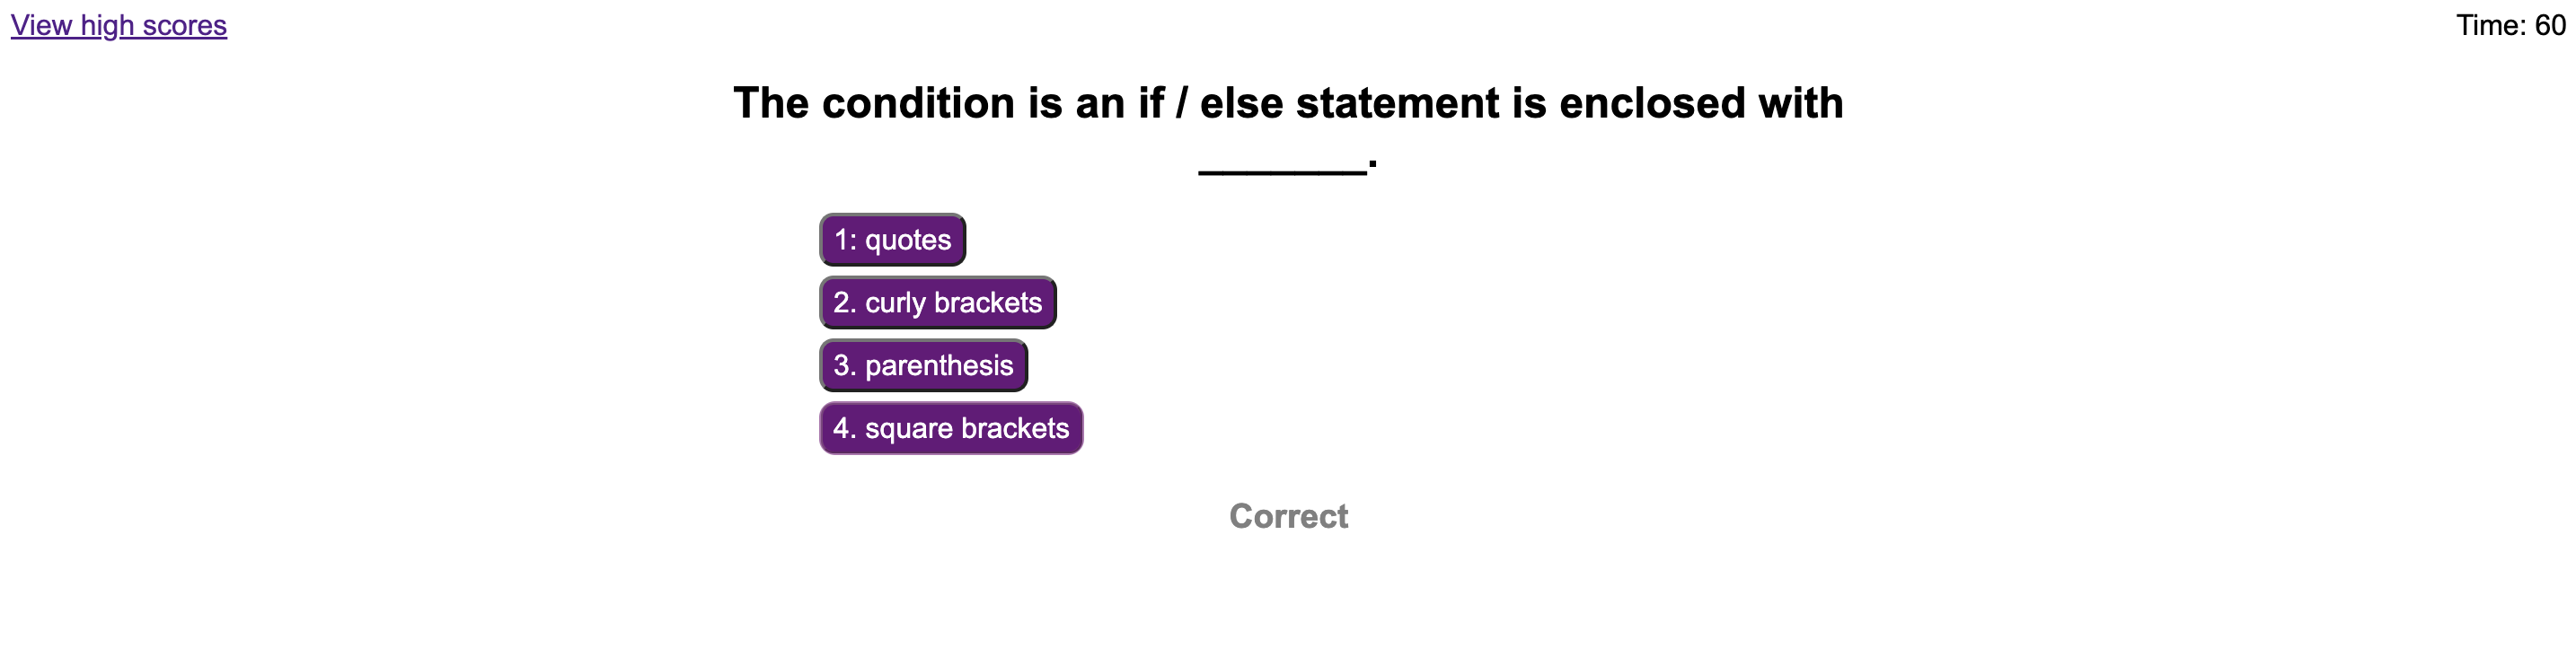 View high scores
Time: 60
The condition is an if / else statement is enclosed with
_______.
1: quotes
2. curly brackets
3. parenthesis
4. square brackets
Correct